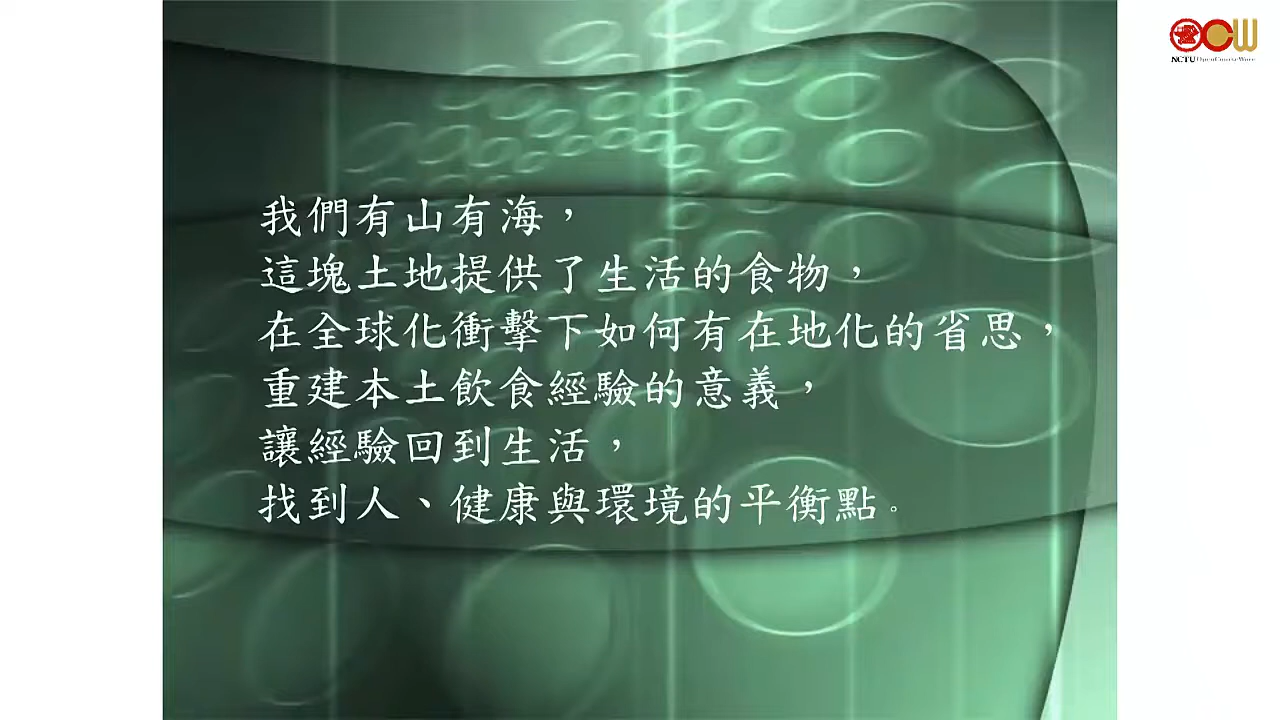 OCW
NCTU OpenCourseWare
我們有山有海，
這塊土地提供了生活的食物，
在全球化衝擊下如何有在地化的省思，
重建本土飲食經驗的意義，
讓經驗回到生活，
找到人、健康與環境的平衡點。